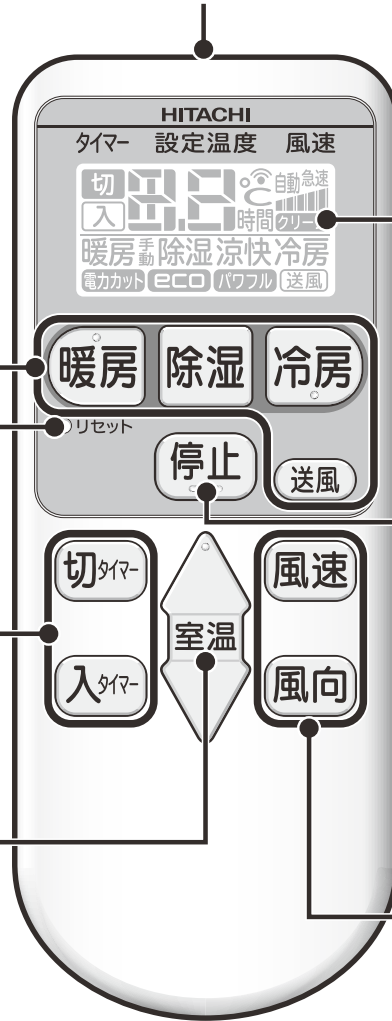 HITACHI
タイマー 設定温度 風速
切 8.8 ℃ 自動 急速
入 時間 クリーン
暖房 手動 除湿 涼快 冷房
電力カット eco パワフル 送風
暖房 除湿 冷房
リセット
停止 送風
切タイマー 風速
室温
入タイマー 風向